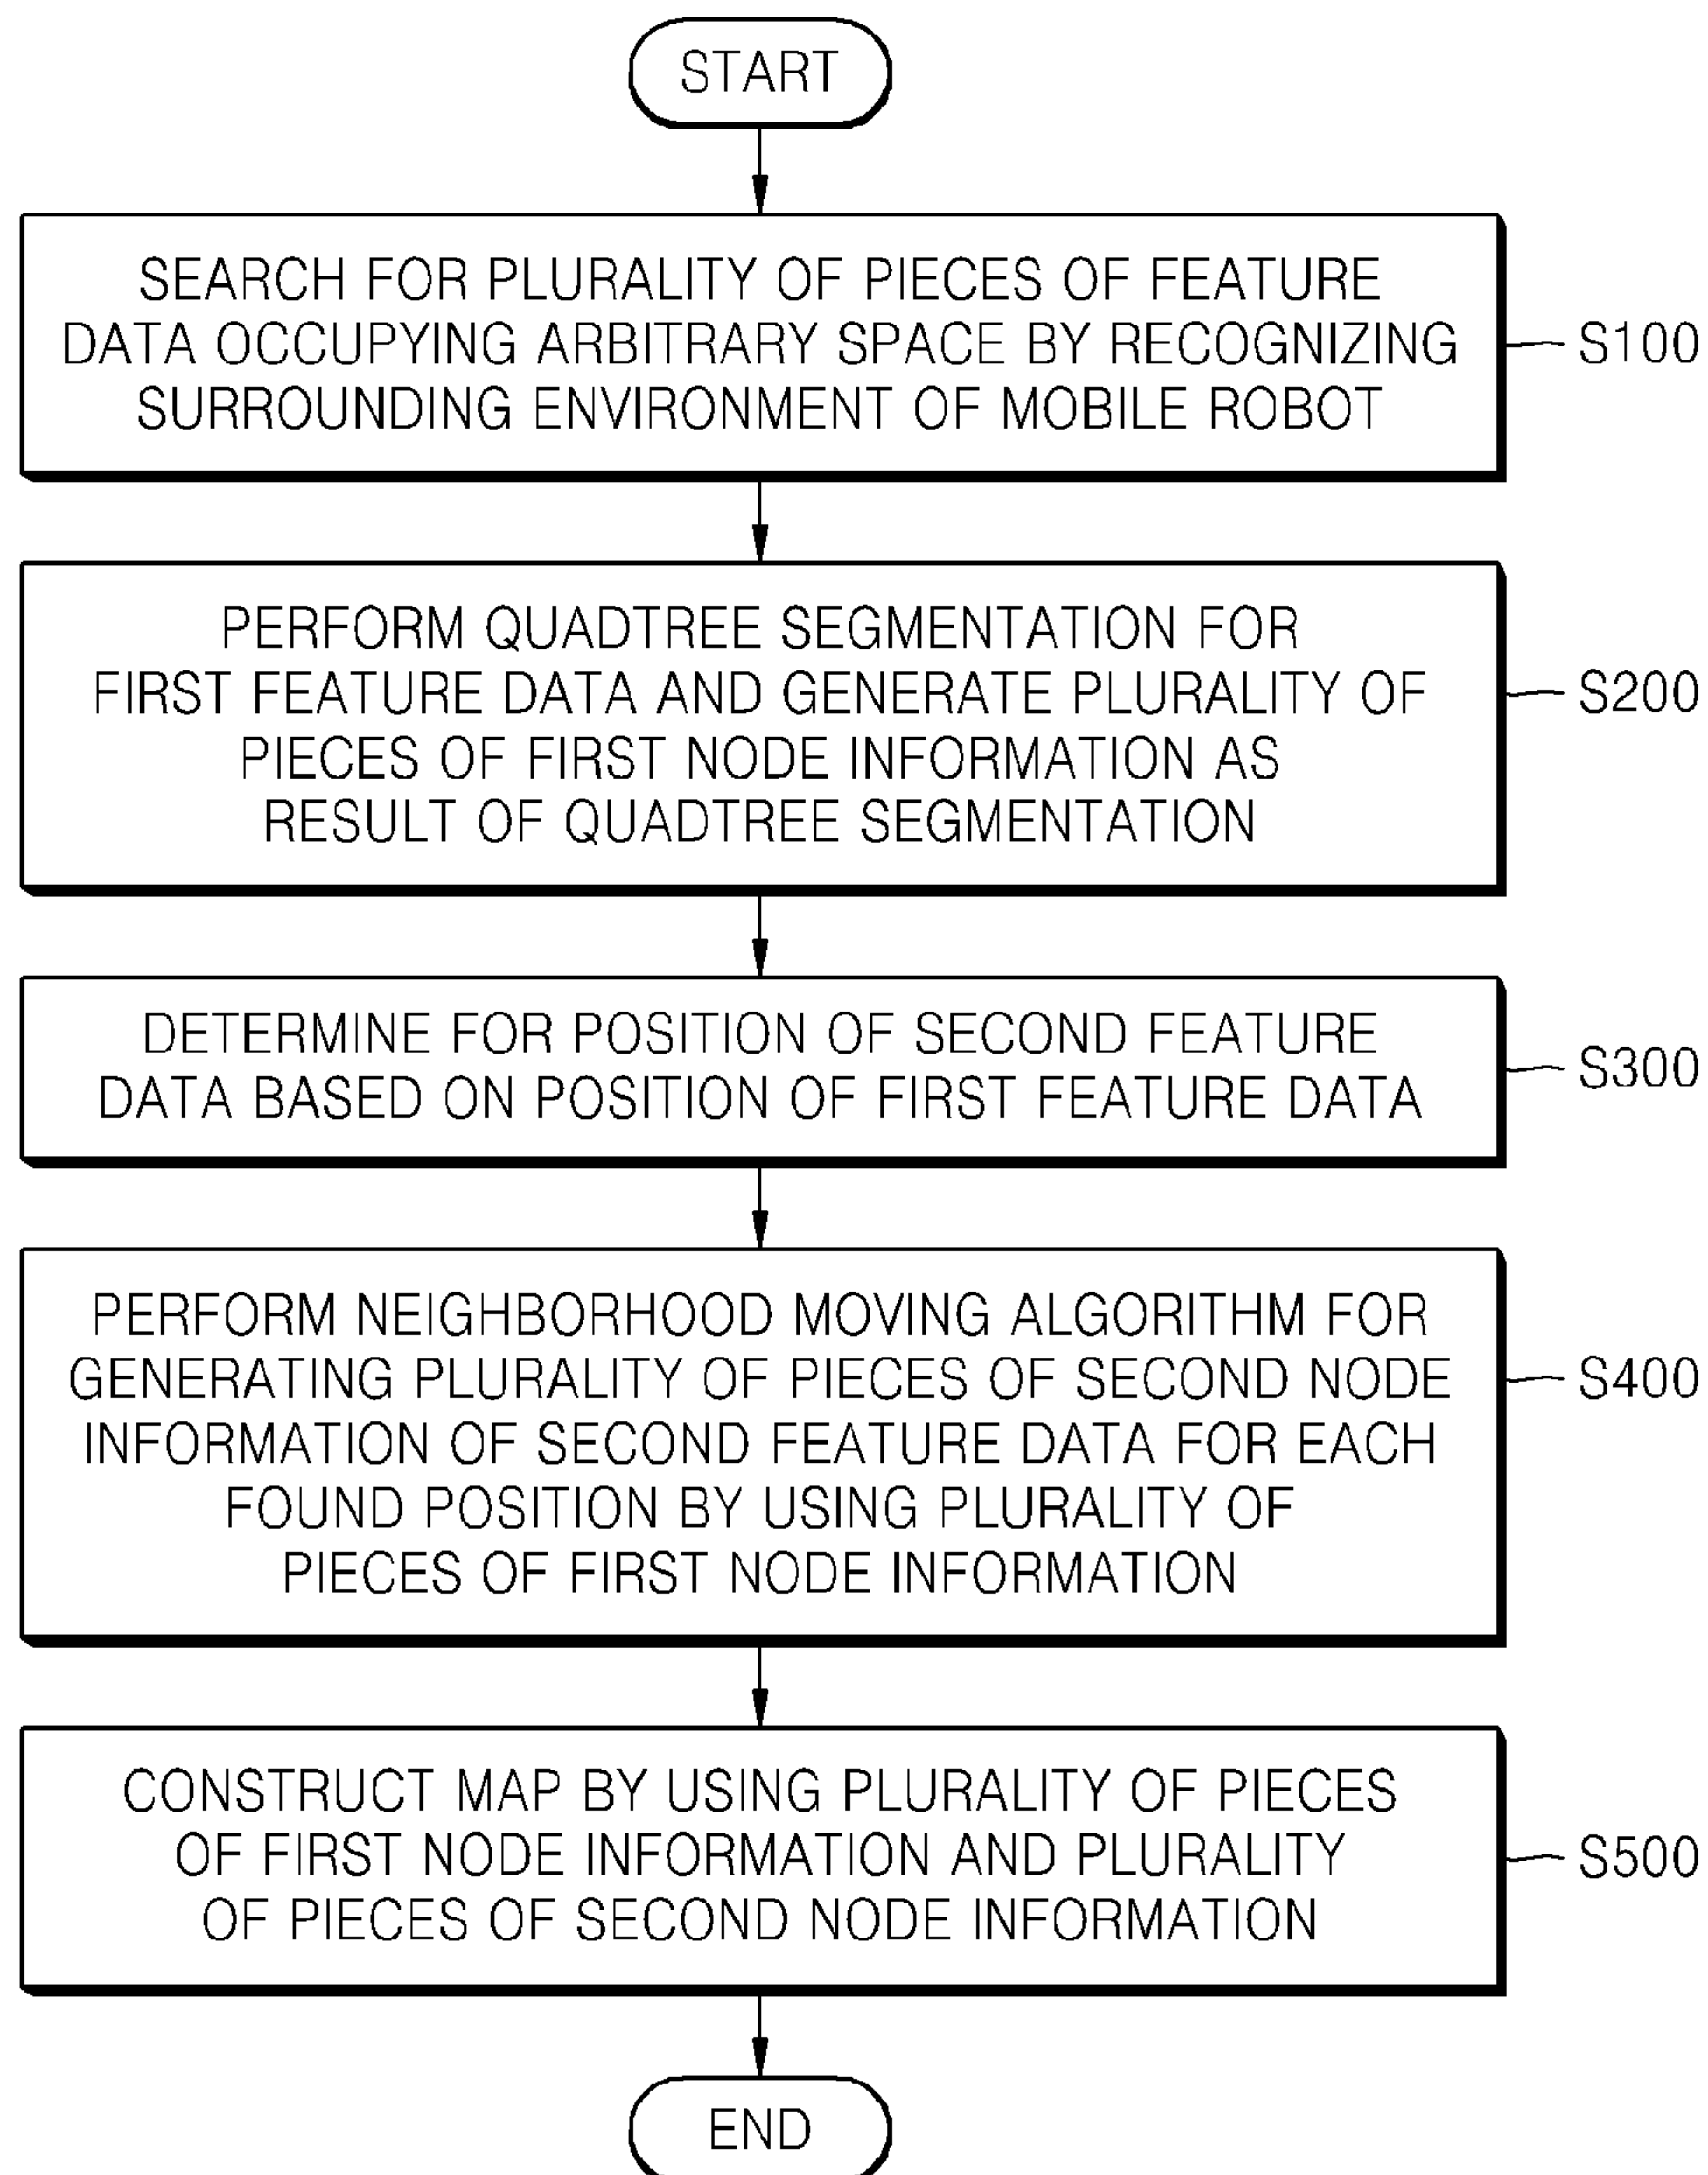 START
SEARCH FOR PLURALITY OF PIECES OF FEATURE
DATA OCCUPYING ARBITRARY SPACE BY RECOGNIZING
SURROUNDING ENVIRONMENT OF MOBILE ROBOT
S100
PERFORM QUADTREE SEGMENTATION FOR
FIRST FEATURE DATA AND GENERATE PLURALITY OF
PIECES OF FIRST NODE INFORMATION AS
RESULT OF QUADTREE SEGMENTATION
S200
DETERMINE FOR POSITION OF SECOND FEATURE
DATA BASED ON POSITION OF FIRST FEATURE DATA
S300
PERFORM NEIGHBORHOOD MOVING ALGORITHM FOR
GENERATING PLURALITY OF PIECES OF SECOND NODE
INFORMATION OF SECOND FEATURE DATA FOR EACH
FOUND POSITION BY USING PLURALITY OF
PIECES OF FIRST NODE INFORMATION
S400
CONSTRUCT MAP BY USING PLURALITY OF PIECES
OF FIRST NODE INFORMATION AND PLURALITY
OF PIECES OF SECOND NODE INFORMATION
S500
END